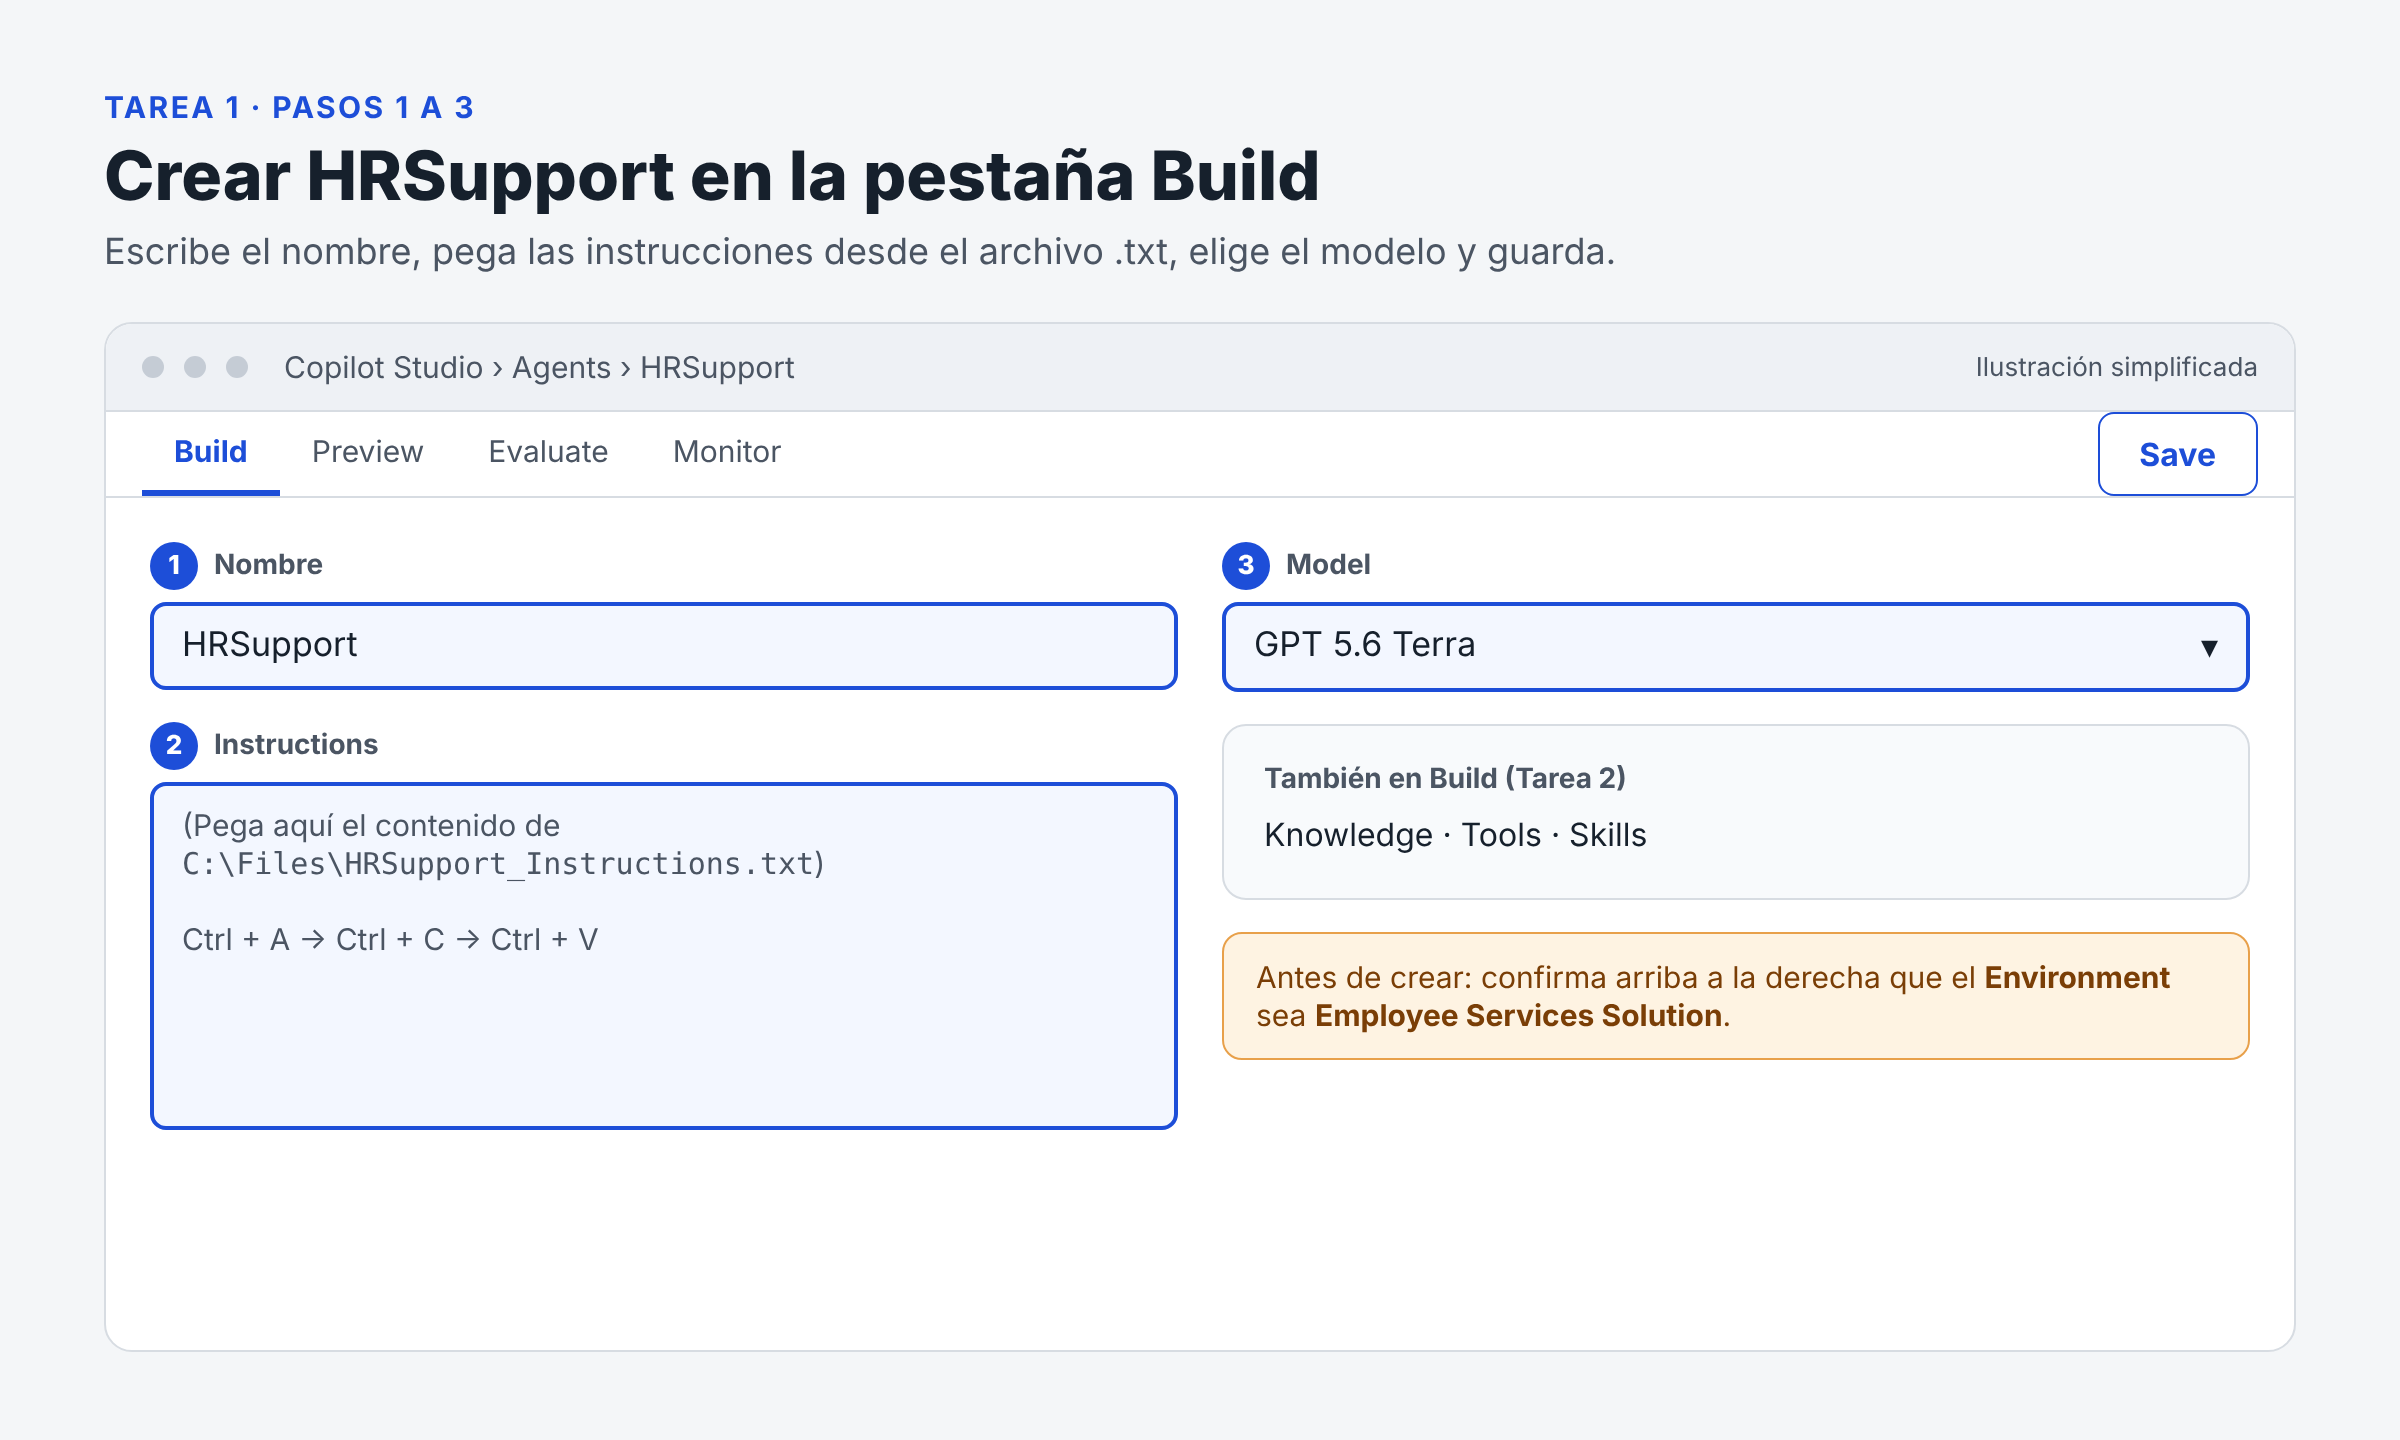 TAREA 1 · PASOS 1 A 3
Crear HRSupport en la pestaña Build
Escribe el nombre, pega las instrucciones desde el archivo .txt, elige el modelo y guarda.
Copilot Studio › Agents › HRSupport
Ilustración simplificada
Build
Preview
Evaluate
Monitor
Save
1 Nombre
HRSupport
2 Instructions
(Pega aquí el contenido de
C:\Files\HRSupport_Instructions.txt)
Ctrl + A → Ctrl + C → Ctrl + V
3 Model
GPT 5.6 Terra ▼
También en Build (Tarea 2)
Knowledge · Tools · Skills
Antes de crear: confirma arriba a la derecha que el Environment
sea Employee Services Solution.